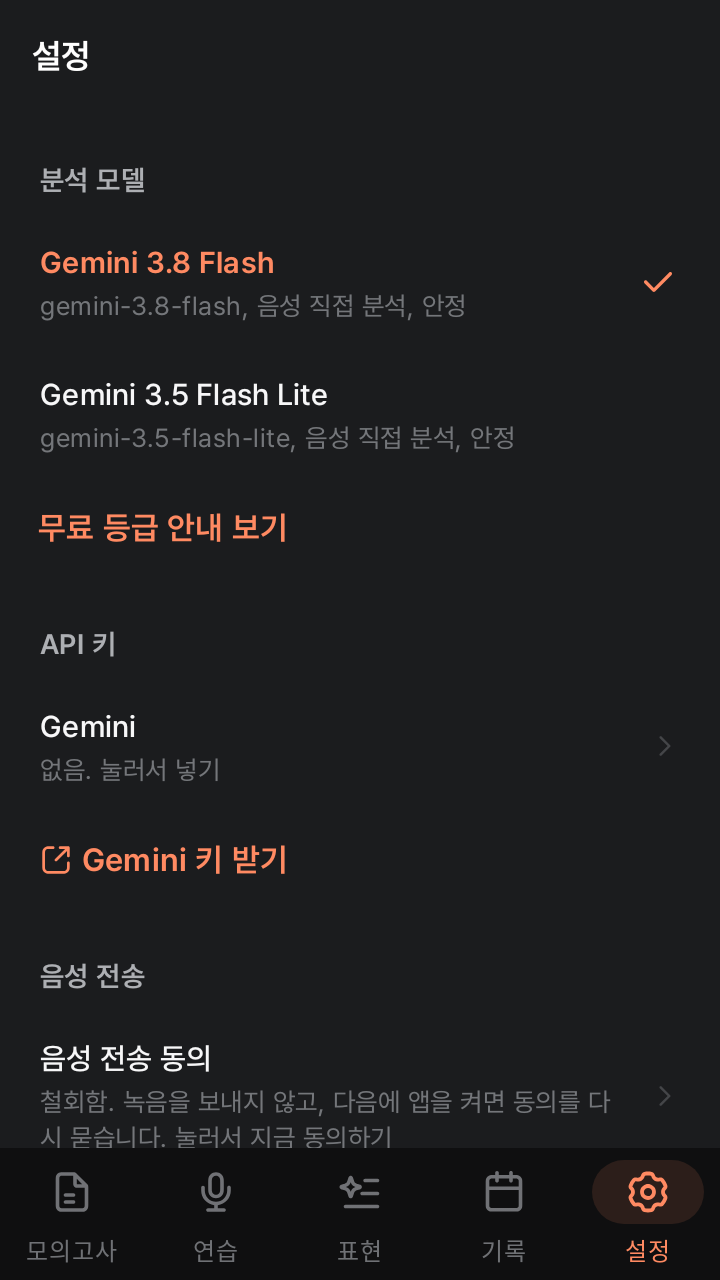 설정
분석 모델
Gemini 3.8 Flash
gemini-3.8-flash, 음성 직접 분석, 안정
Gemini 3.5 Flash Lite
gemini-3.5-flash-lite, 음성 직접 분석, 안정
무료 등급 안내 보기
API 키
Gemini
없음. 눌러서 넣기
Gemini 키 받기
음성 전송
음성 전송 동의
철회함. 녹음을 보내지 않고, 다음에 앱을 켜면 동의를 다
시 묻습니다. 눌러서 지금 동의하기
모의고사
연습
표현
기록
설정